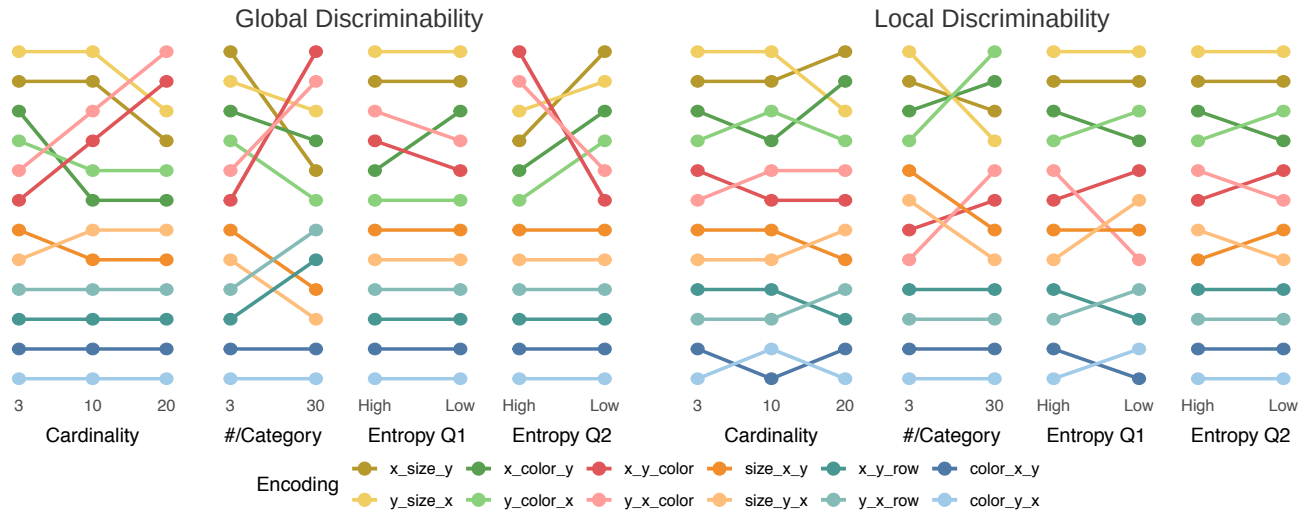 Global Discriminability Local Discriminability
3 10 20 3 30 High Low High Low 3 10 20 3 30 High Low High Low
Cardinality #/Category Entropy Q1 Entropy Q2 Cardinality #/Category Entropy Q1 Entropy Q2
Encoding
x_size_y x_color_y x_y_color size_x_y x_y_row color_x_y
y_size_x y_color_x y_x_color size_y_x y_x_row color_y_x